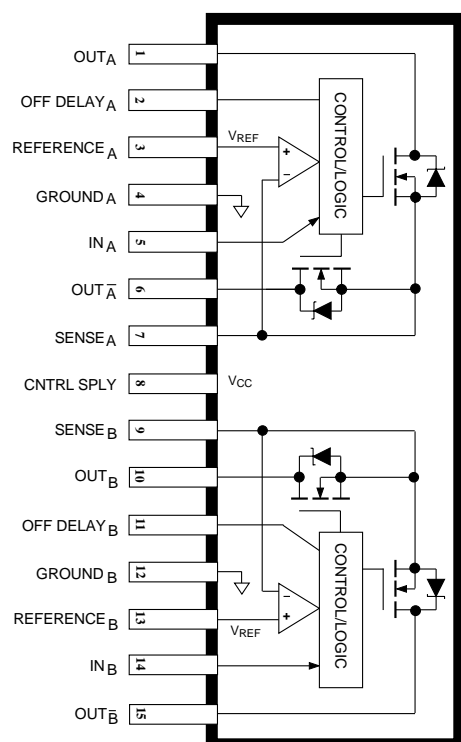 OUTA 1
OFF DELAYA 2
VREF
REFERENCEA 3 +
−
GROUNDA 4
CONTROL/LOGIC
INA 5
OUTA̅ 6
SENSEA 7
CNTRL SPLY 8 VCC
SENSEB 9
OUTB 10
OFF DELAYB 11
GROUNDB 12
CONTROL/LOGIC
−
REFERENCEB 13 +
VREF
INB 14
OUTB̅ 15